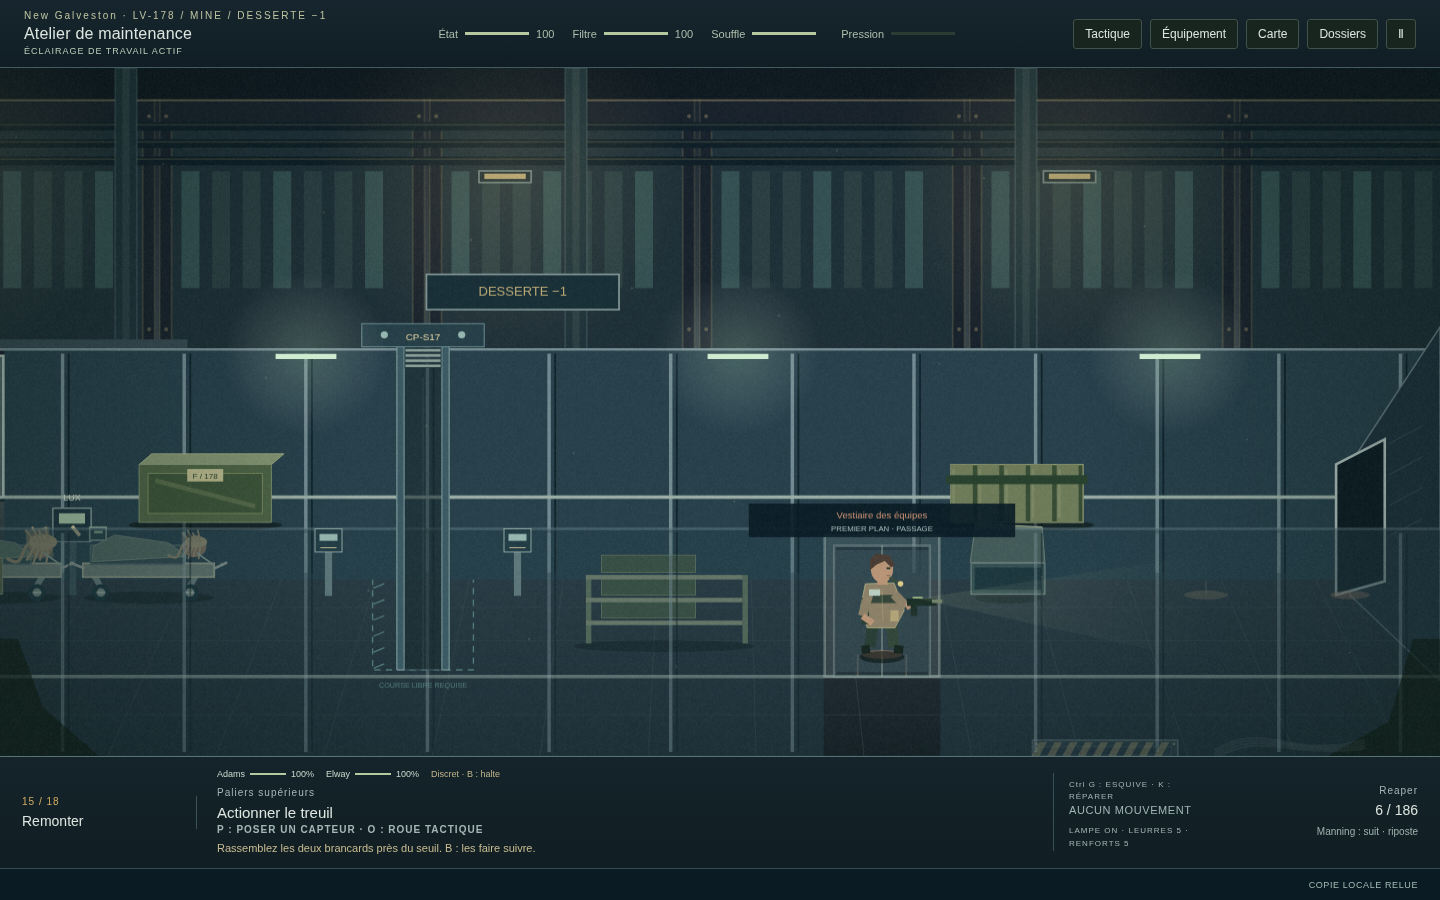 New Galveston · LV-178 / MINE / DESSERTE −1
Atelier de maintenance
ÉCLAIRAGE DE TRAVAIL ACTIF
État 100 Filtre 100 Souffle Pression
Tactique Équipement Carte Dossiers II
DESSERTE −1
CP-S17
F / 178
LUX
Vestiaire des équipes
PREMIER PLAN · PASSAGE
COURSE LIBRE REQUISE
15 / 18
Remonter
Adams 100% Elway 100% Discret · B : halte
Paliers supérieurs
Actionner le treuil
P : POSER UN CAPTEUR · O : ROUE TACTIQUE
Rassemblez les deux brancards près du seuil. B : les faire suivre.
Ctrl G : ESQUIVE · K :
RÉPARER
AUCUN MOUVEMENT
LAMPE ON · LEURRES 5 ·
RENFORTS 5
Reaper
6 / 186
Manning : suit · riposte
COPIE LOCALE RELUE